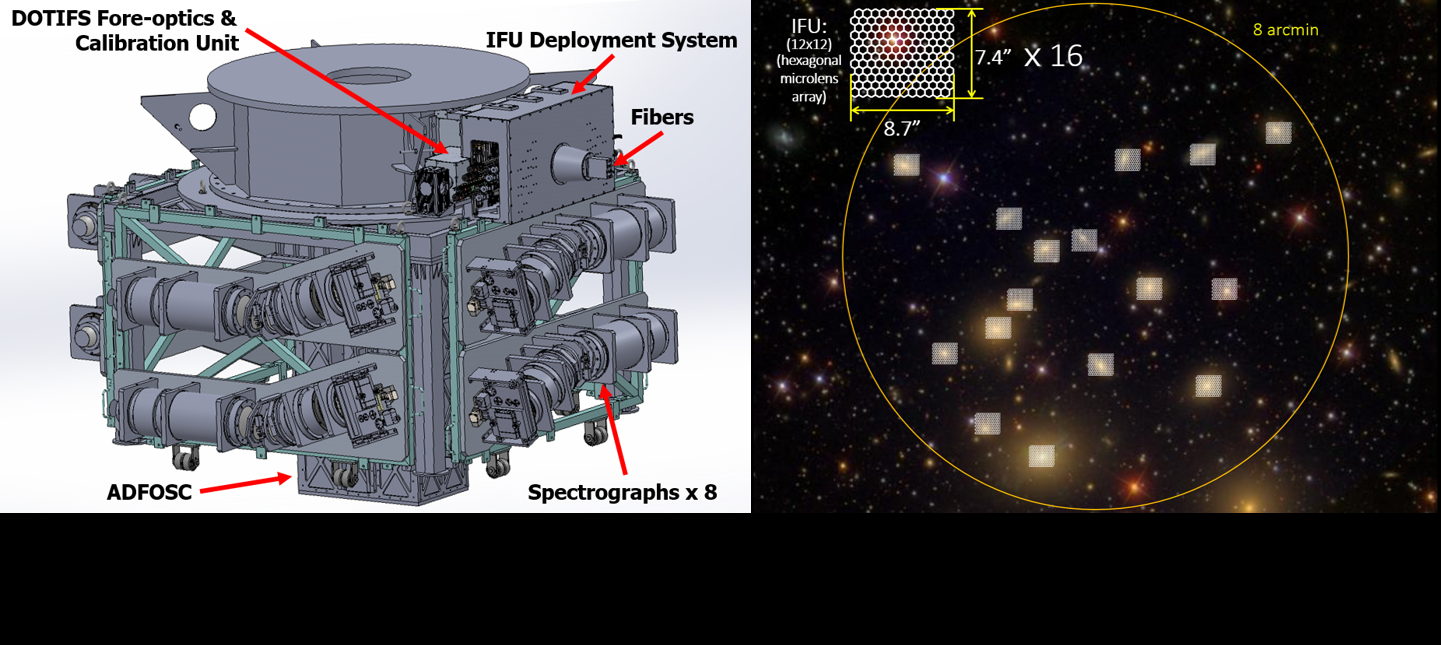 DOTIFS Fore-optics &
Calibration Unit
IFU Deployment System
Fibers
ADFOSC
Spectrographs x 8
IFU:
(12x12)
(hexagonal
microlens
array)
7.4” x 16
8.7”
8 arcmin